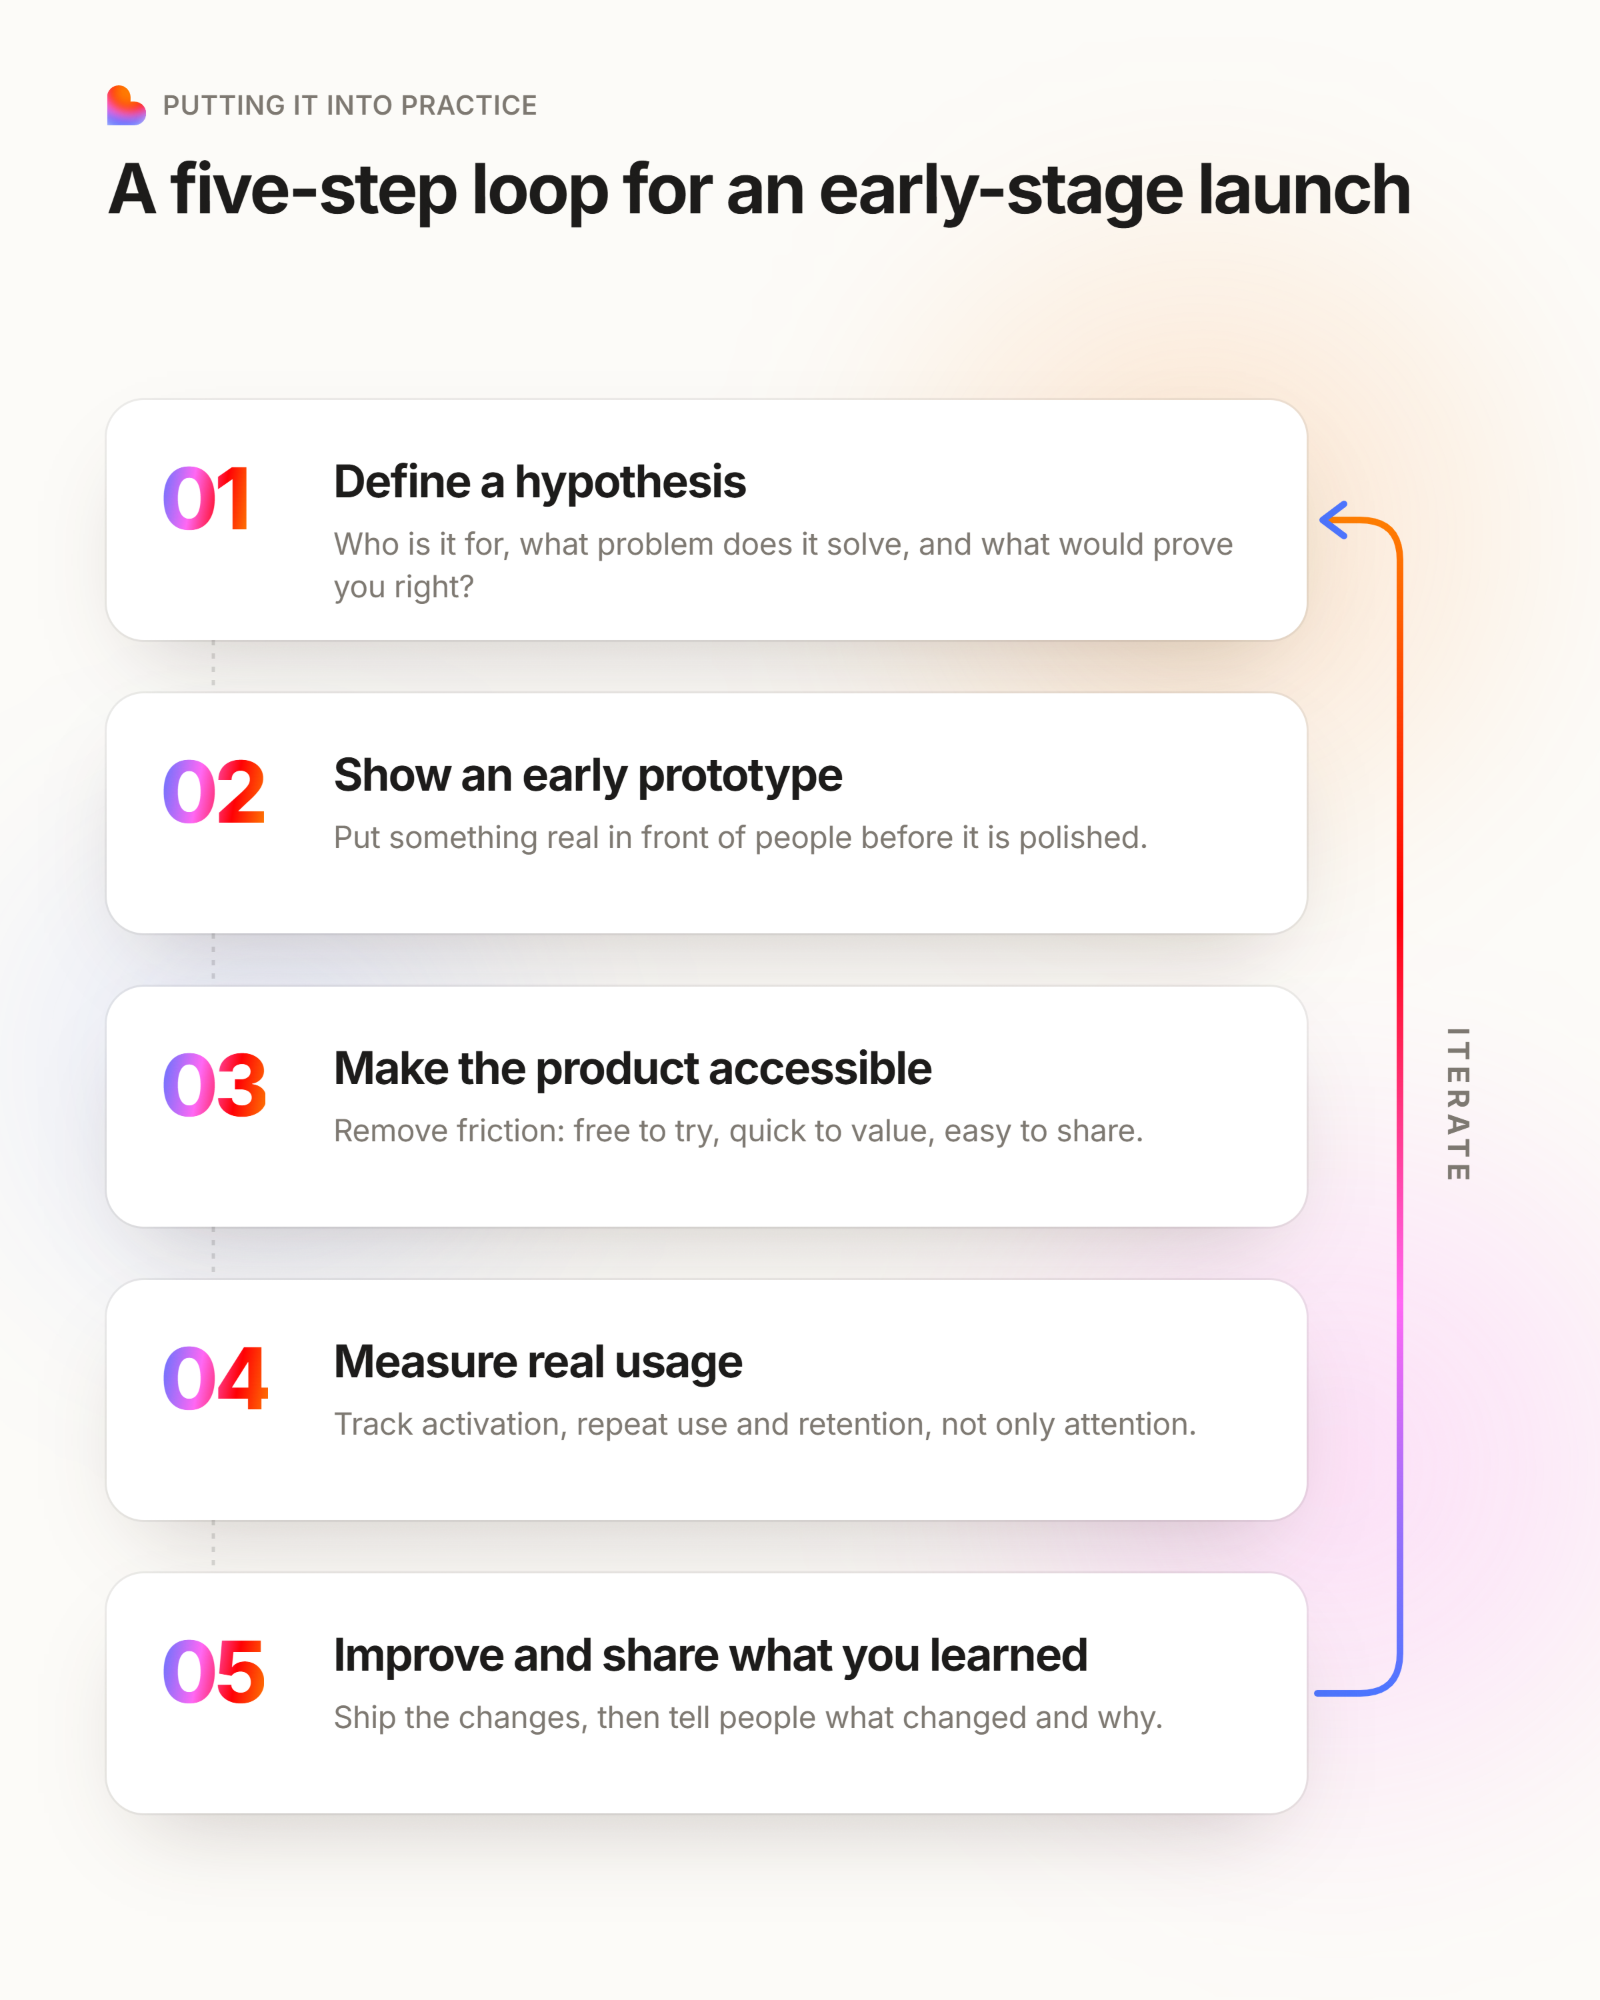 PUTTING IT INTO PRACTICE
A five-step loop for an early-stage launch
01
Define a hypothesis
Who is it for, what problem does it solve, and what would prove
you right?
02
Show an early prototype
Put something real in front of people before it is polished.
03
Make the product accessible
Remove friction: free to try, quick to value, easy to share.
04
Measure real usage
Track activation, repeat use and retention, not only attention.
05
Improve and share what you learned
Ship the changes, then tell people what changed and why.
ITERATE